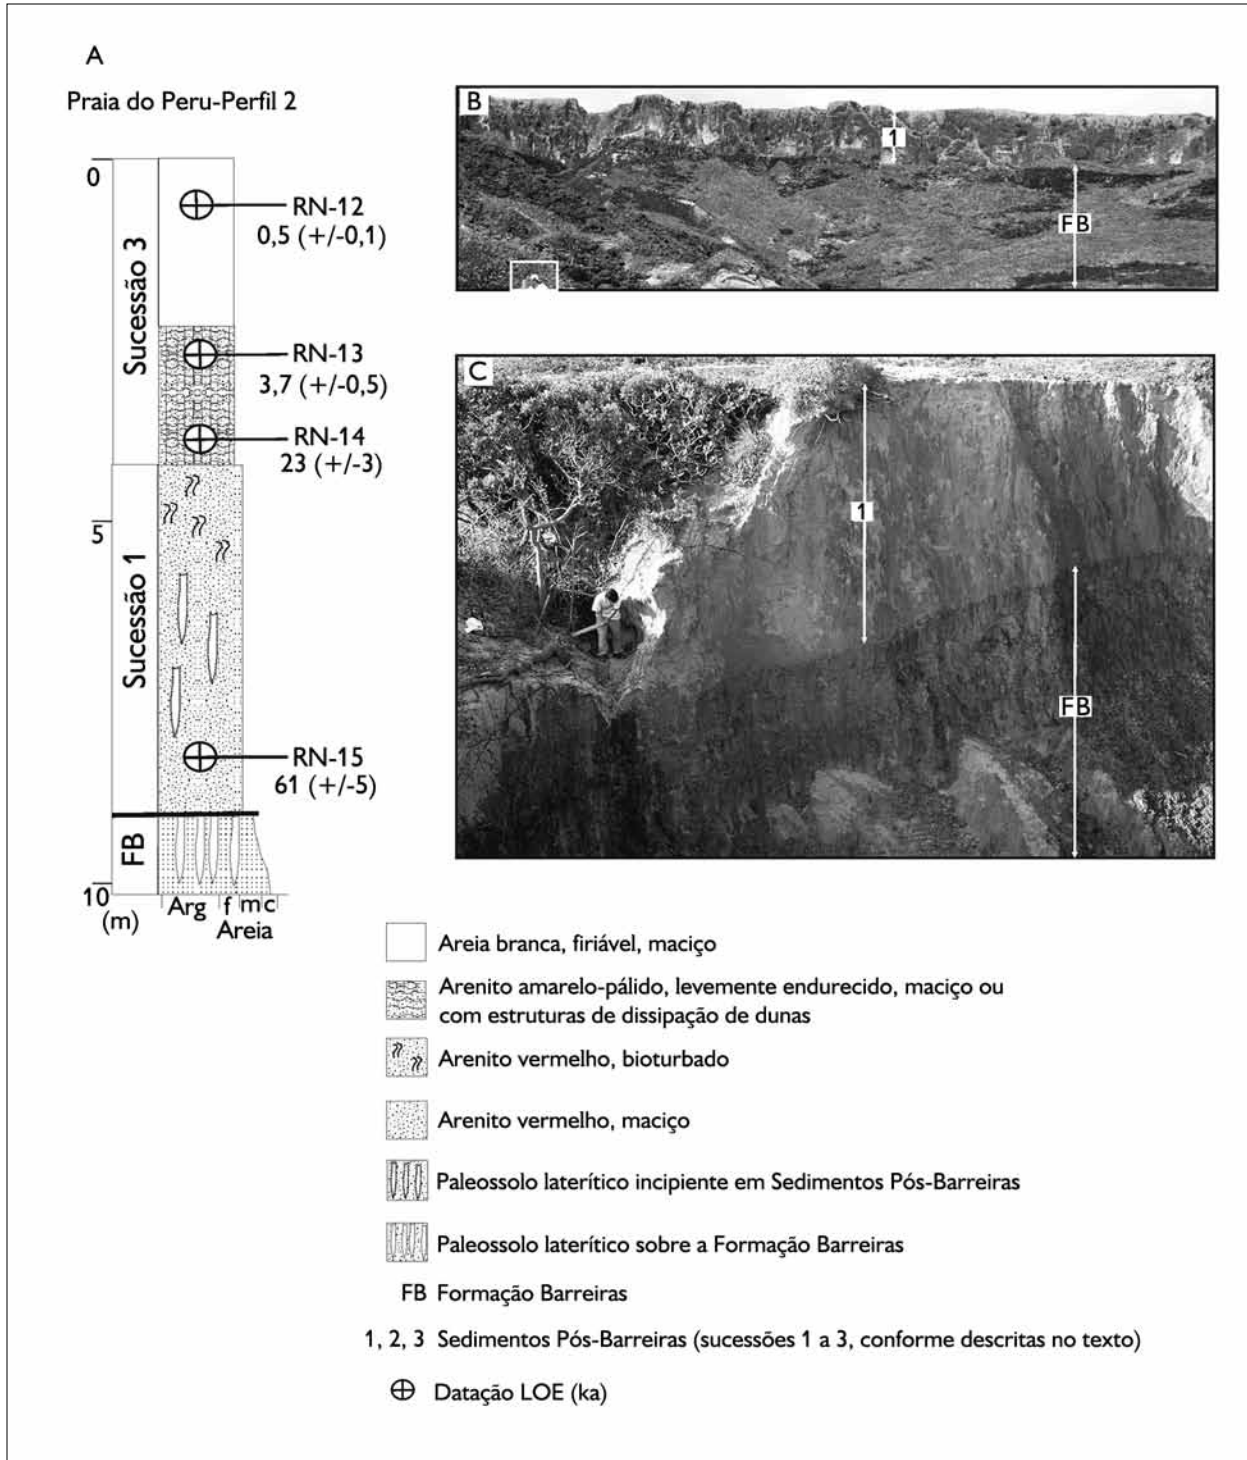 A
Praia do Peru-Perfil 2
0
5
10
(m)
Sucessão 3
Sucessão 1
FB
RN-12
0,5 (+/-0,1)
RN-13
3,7 (+/-0,5)
RN-14
23 (+/-3)
RN-15
61 (+/-5)
Arg f m c
Areia
B
1
FB
C
1
FB
Areia branca, firiável, maciço
Arenito amarelo-pálido, levemente endurecido, maciço ou
com estruturas de dissipação de dunas
Arenito vermelho, bioturbado
Arenito vermelho, maciço
Paleossolo laterítico incipiente em Sedimentos Pós-Barreiras
Paleossolo laterítico sobre a Formação Barreiras
FB Formação Barreiras
1, 2, 3 Sedimentos Pós-Barreiras (sucessões 1 a 3, conforme descritas no texto)
Datação LOE (ka)